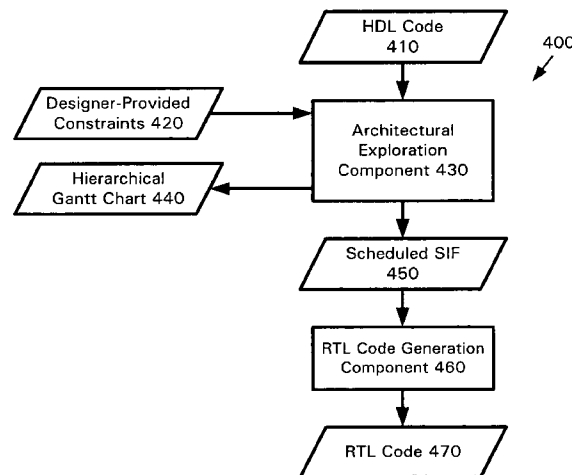 HDL Code
410
400
Designer-Provided
Constraints 420
Architectural
Exploration
Component 430
Hierarchical
Gantt Chart 440
Scheduled SIF
450
RTL Code Generation
Component 460
RTL Code 470